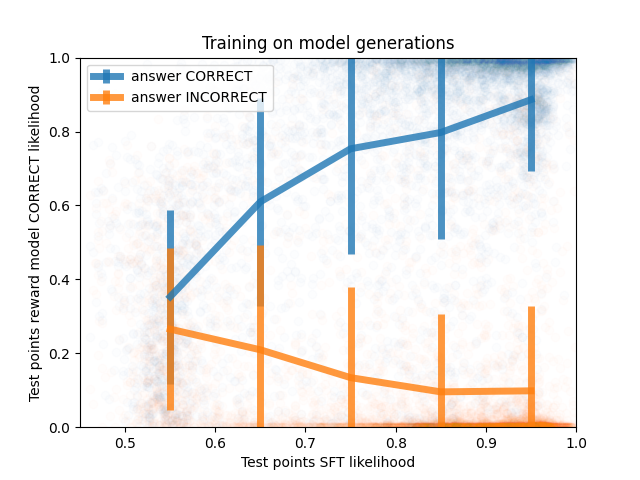 Training on model generations
answer CORRECT
answer INCORRECT
Test points reward model CORRECT likelihood
1.0
0.8
0.6
0.4
0.2
0.0
0.5 0.6 0.7 0.8 0.9 1.0
Test points SFT likelihood